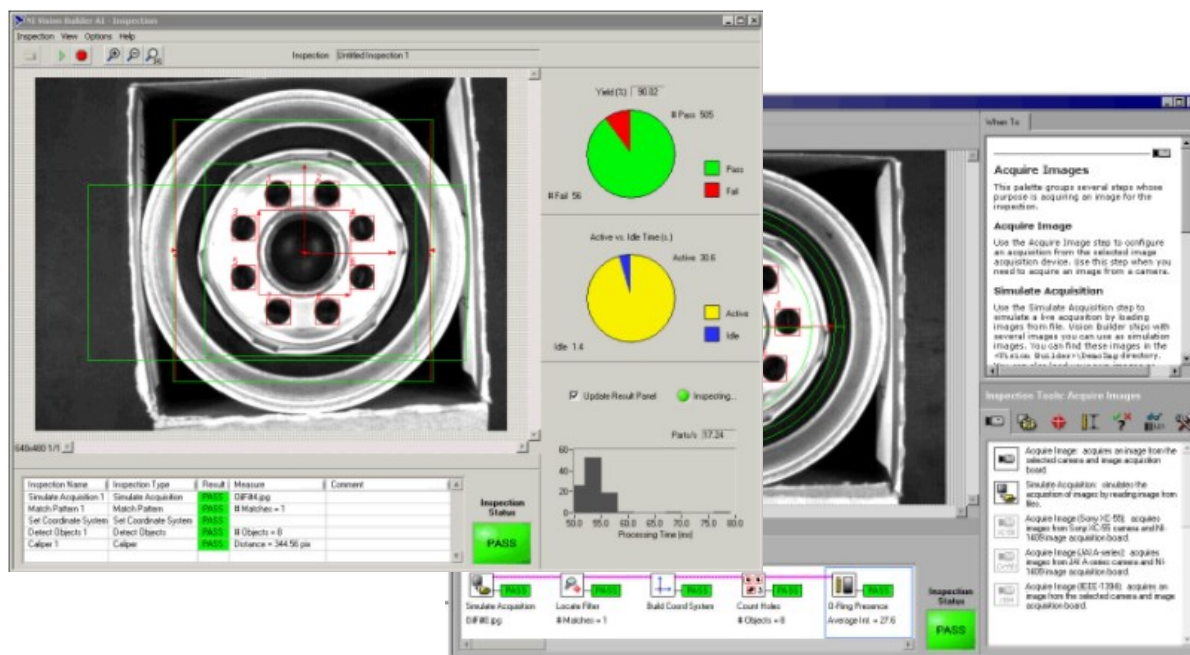 NI Vision Builder AI - Inspection
Inspection View Options Help
Inspection Untitled Inspection 1
Yield (%) 90.02
# Pass 505
Pass
Fail
# Fail 56
Active vs. Idle Time (s.)
Active 30.6
Active
Idle
Idle 1.4
Update Result Panel Inspecting...
Parts/s 17.24
60-
40-
20-
0-
50.0 55.0 60.0 65.0 70.0 75.0 80.0
Processing Time (ms)
1 2
3 4
5
640x480 1/1
Inspection Name Inspection Type Result Measure Comment
Simulate Acquisition 1 Simulate Acquisition PASS OilFil#4.jpg
Match Pattern 1 Match Pattern PASS # Matches = 1
Set Coordinate System Set Coordinate System PASS
Detect Objects 1 Detect Objects PASS # Objects = 8
Caliper 1 Caliper PASS Distance = 344.56 pix
Inspection
Status
PASS
When To
Acquire Images
This palette groups several steps whose
purpose is acquiring an image for the
inspection.
Acquire Image
Use the Acquire Image step to configure
an acquisition from the selected image
acquisition device. Use this step when you
need to acquire an image from a camera.
Simulate Acquisition
Use the Simulate Acquisition step to
simulate a live acquisition by loading
images from file. Vision Builder ships with
several images you can use as simulation
images. You can find these images in the
<Vision Builder>\DemoImg directory.
Inspection Tools: Acquire Images
Acquire Image: acquires an image from the
selected camera and image acquisition
board.
Simulate Acquisition: simulates the
acquisition of images by reading image from
files.
Acquire Image (Sony XC-55): acquires
images from Sony XC-55 camera and NI-
1409 image acquisition board.
Acquire Image (JAI A-series): acquires
images from JAI A-series camera and NI-
1409 image acquisition board.
Acquire Image (IEEE-1394): acquires an
image from the selected camera and image
acquisition board.
PASS PASS PASS PASS PASS
Simulate Acquisition Locate Filter Build Coord System Count Holes O-Ring Presence
# Matches = 1 # Objects = 8 Average Int. = 27.6
Inspection
Status
PASS